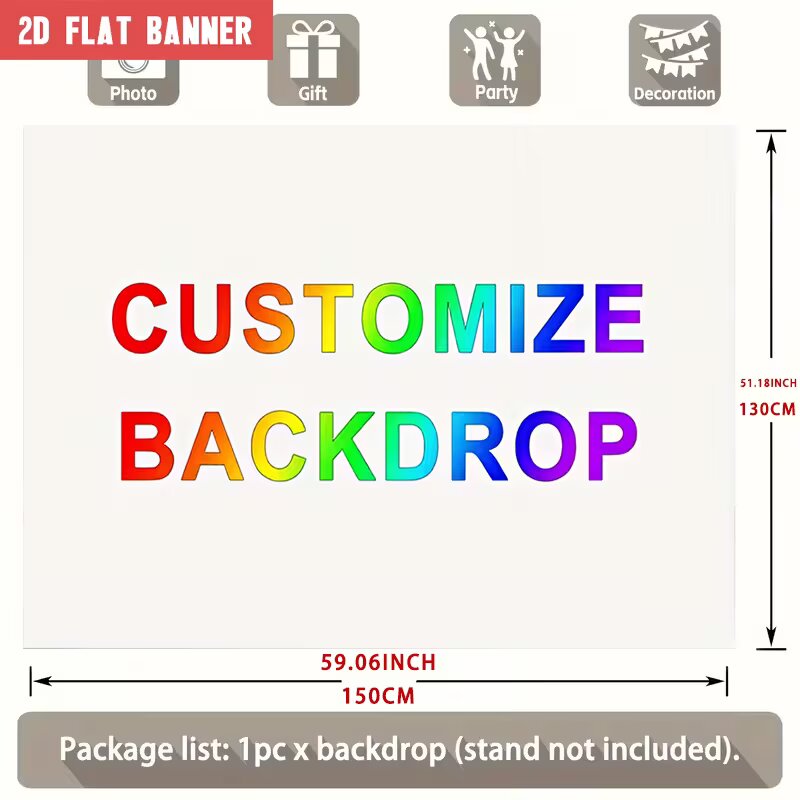 2D FLAT BANNER
Photo
Gift
Party
Decoration
CUSTOMIZE
BACKDROP
51.18INCH
130CM
59.06INCH
150CM
Package list: 1pc x backdrop (stand not included).